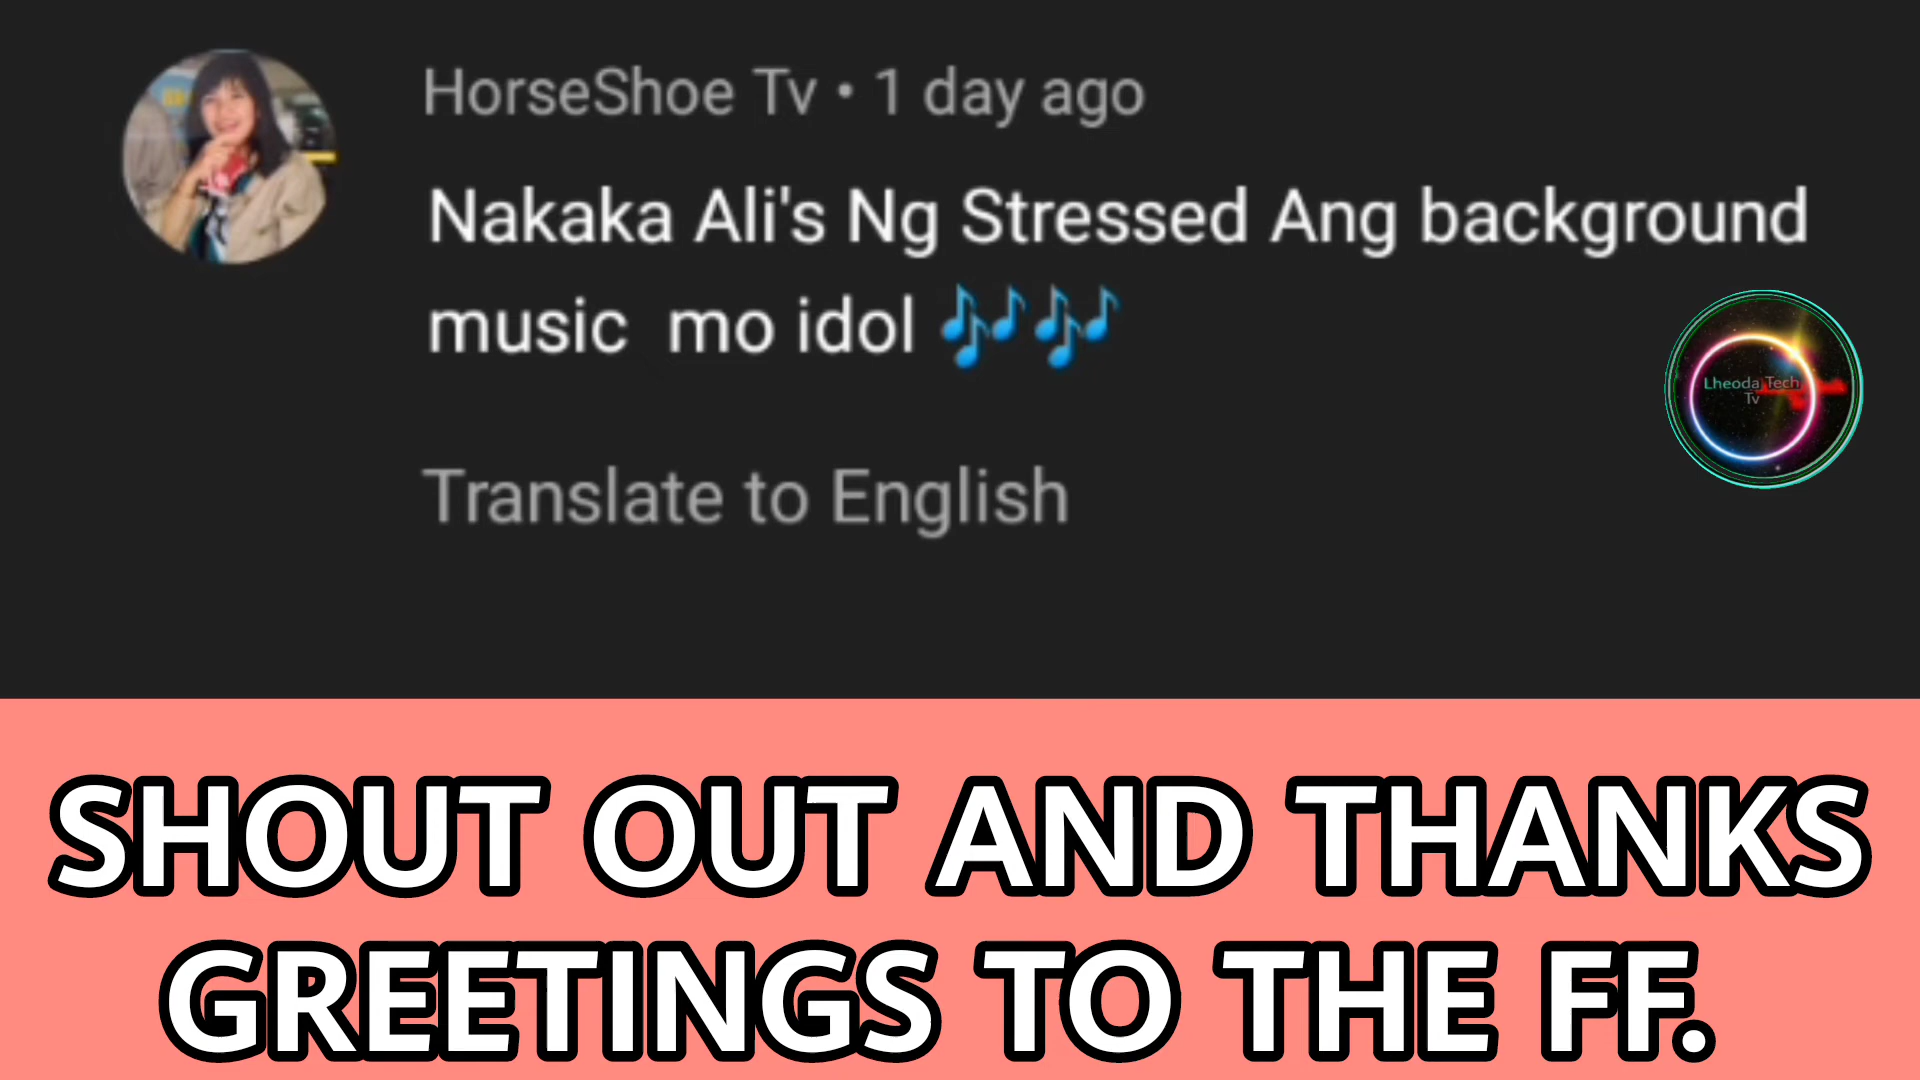 HorseShoe Tv • 1 day ago
Nakaka Ali's Ng Stressed Ang background
music  mo idol 🎶🎶
Lheoda Tech
Tv
Translate to English
SHOUT OUT AND THANKS
GREETINGS TO THE FF.